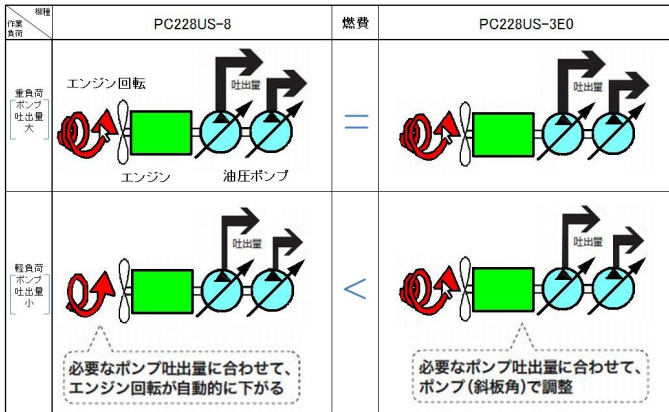 機種
作業
負荷
PC228US-8
燃費
PC228US-3E0
重負荷
ポンプ
吐出量
大
エンジン回転
吐出量
エンジン
油圧ポンプ
＝
吐出量
軽負荷
ポンプ
吐出量
小
吐出量
＜
吐出量
必要なポンプ吐出量に合わせて、
エンジン回転が自動的に下がる
必要なポンプ吐出量に合わせて、
ポンプ(斜板角)で調整